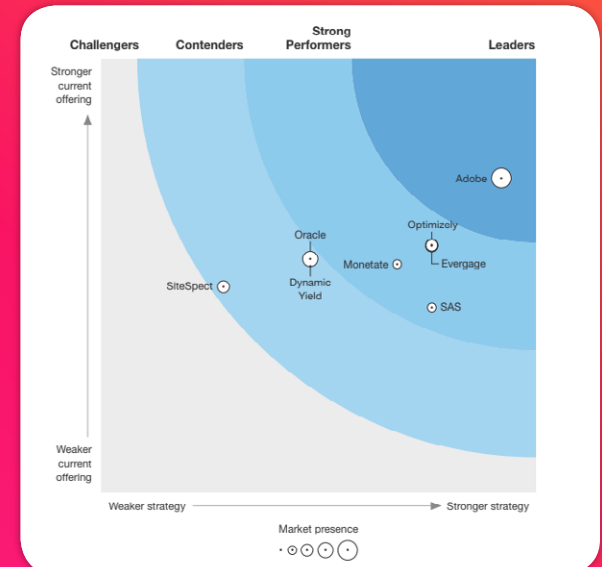 Challengers
Contenders
Strong
Performers
Leaders
Stronger
current
offering
Adobe
Optimizely
Oracle
Monetate
Evergage
SiteSpect
Dynamic
Yield
SAS
Weaker
current
offering
Weaker strategy
Stronger strategy
Market presence